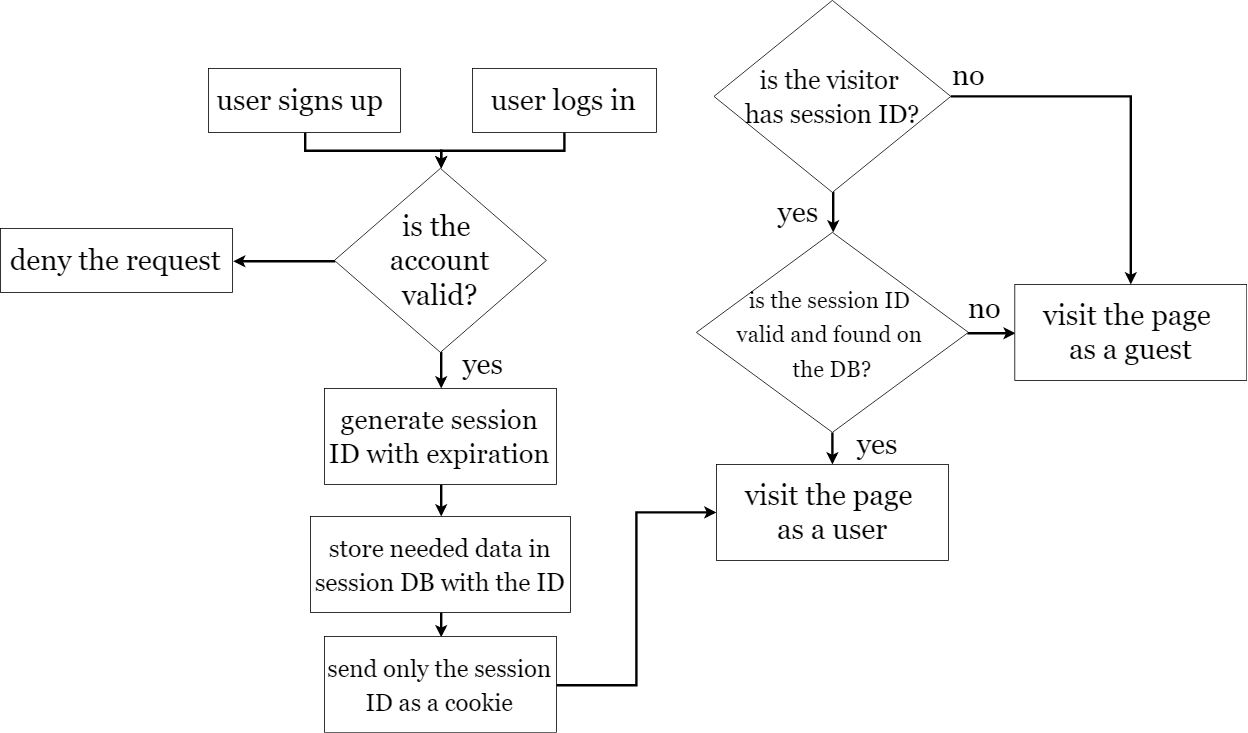 user signs up
user logs in
is the
account
valid?
deny the request
yes
generate session
ID with expiration
store needed data in
session DB with the ID
send only the session
ID as a cookie
is the visitor
has session ID?
no
yes
is the session ID
valid and found on
the DB?
no
visit the page
as a guest
yes
visit the page
as a user